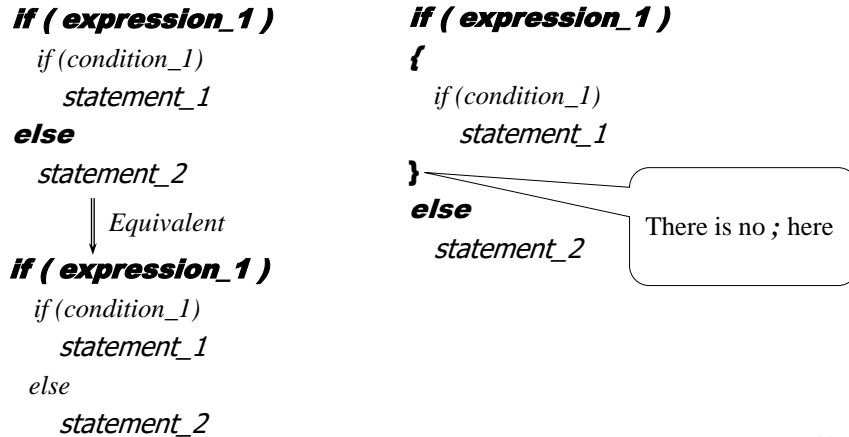 if ( expression_1 )
if (condition_1)
statement_1
else
statement_2
Equivalent
if ( expression_1 )
if (condition_1)
statement_1
else
statement_2
if ( expression_1 )
{
if (condition_1)
statement_1
}
else
statement_2
There is no ; here